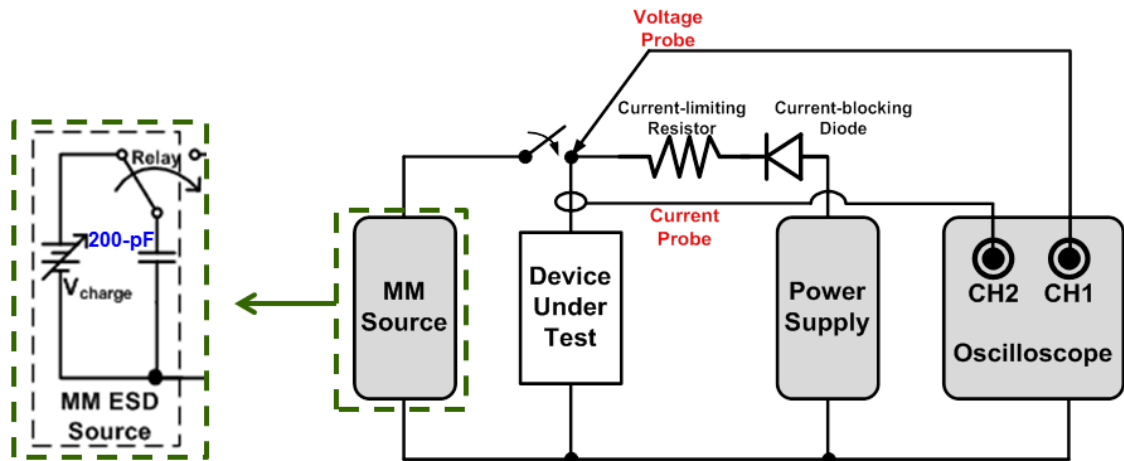 Voltage
Probe
Current-limiting
Resistor
Current-blocking
Diode
Relay
200-pF
Vcharge
MM ESD
Source
MM
Source
Current
Probe
Device
Under
Test
Power
Supply
CH2
CH1
Oscilloscope